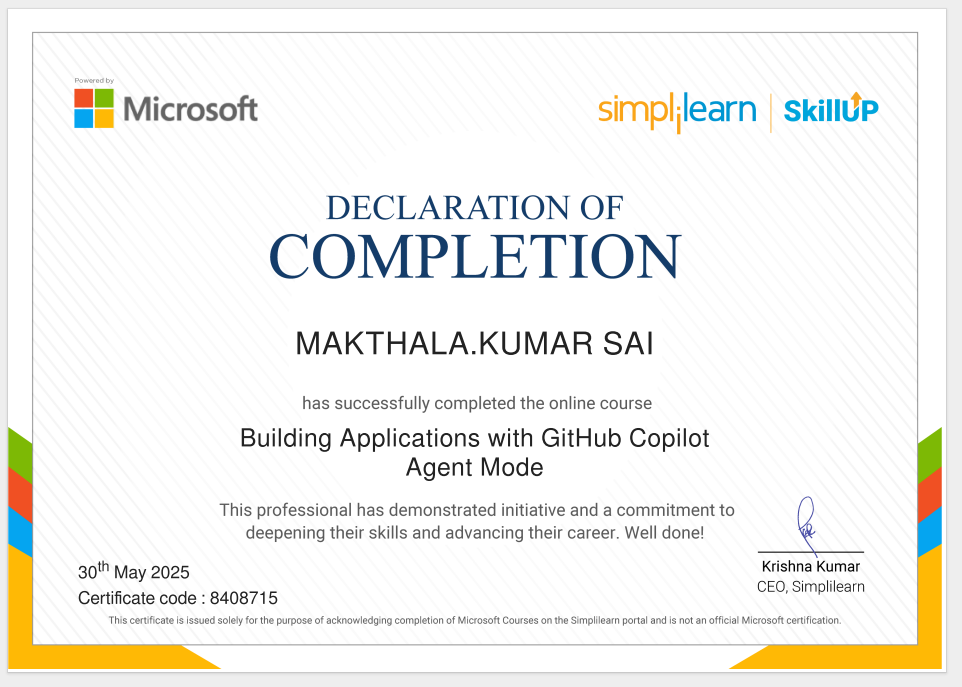 Powered by
Microsoft
simplilearn | SkillUP
DECLARATION OF
COMPLETION
MAKTHALA.KUMAR SAI
has successfully completed the online course
Building Applications with GitHub Copilot
Agent Mode
This professional has demonstrated initiative and a commitment to
deepening their skills and advancing their career. Well done!
30th May 2025
Certificate code : 8408715
Krishna Kumar
CEO, Simplilearn
This certificate is issued solely for the purpose of acknowledging completion of Microsoft Courses on the Simplilearn portal and is not an official Microsoft certification.